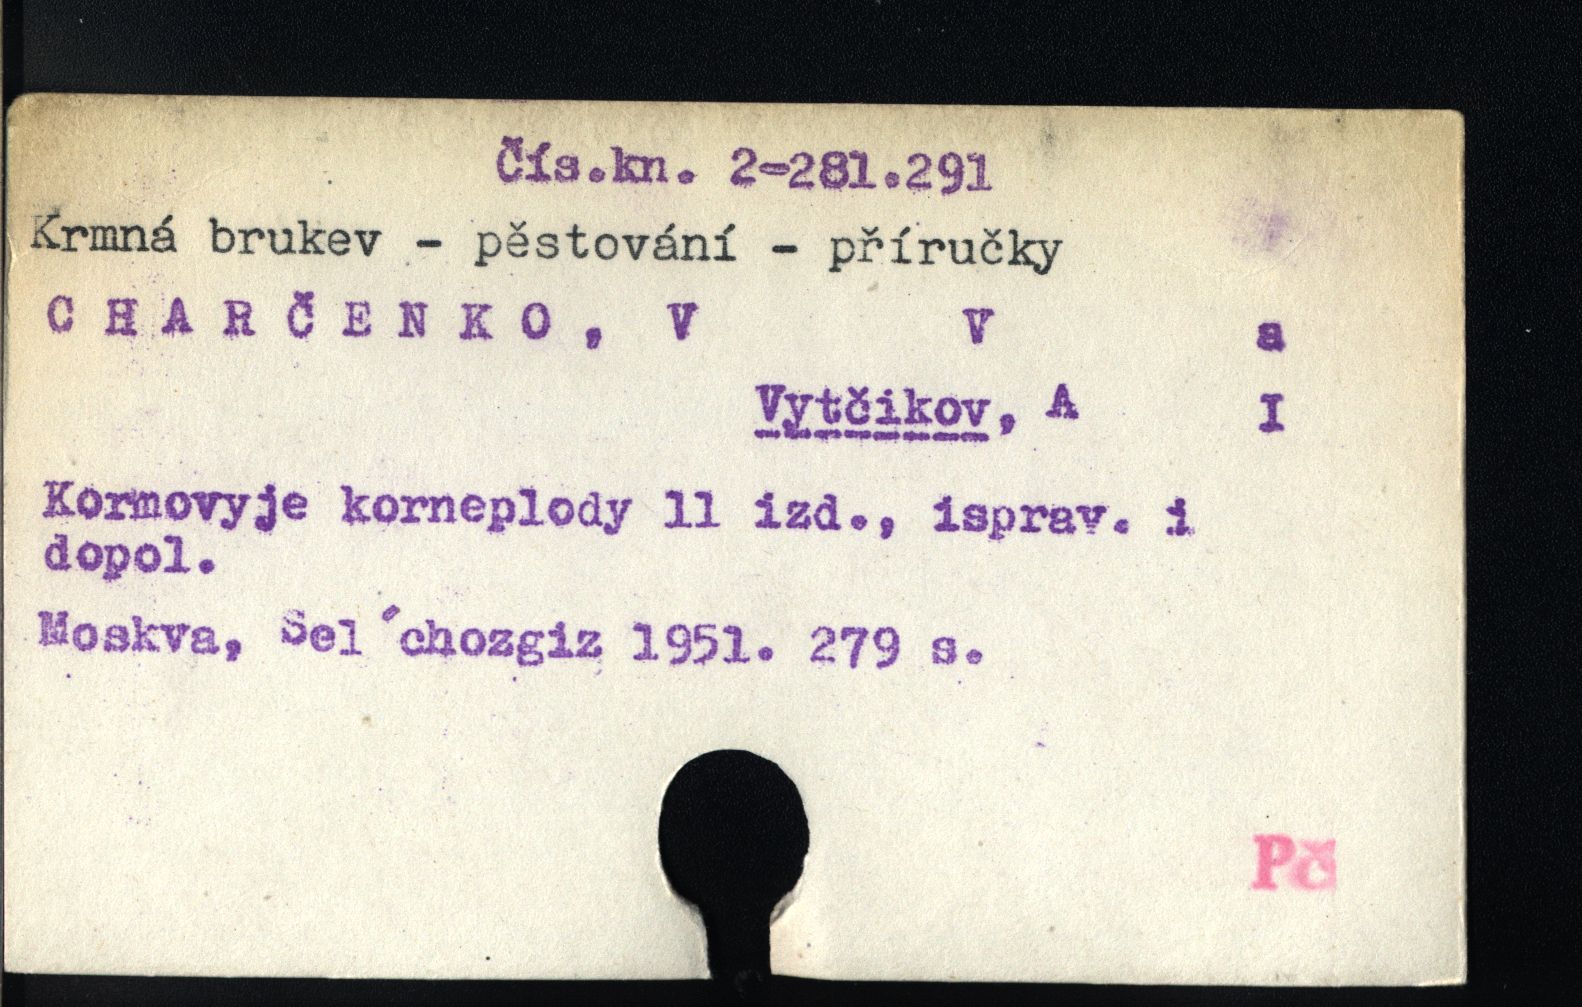 Čís.kn. 2-281.291
Krmná brukev - pěstování - příručky
CHARČENKO, V V a
Vytčikov, A I
Kormovyje korneplody 11 izd., isprav. i
dopol.
Moskva, Sel´chozgiz 1951. 279 s.
Pč